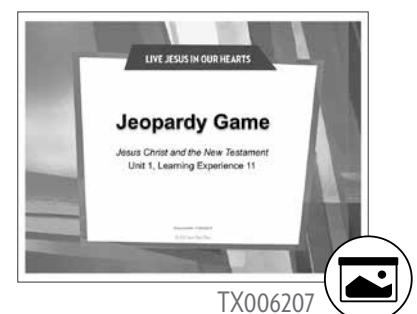 LIVE JESUS IN OUR HEARTS
Jeopardy Game
Jesus Christ and the New Testament
Unit 1, Learning Experience 11
TX006207